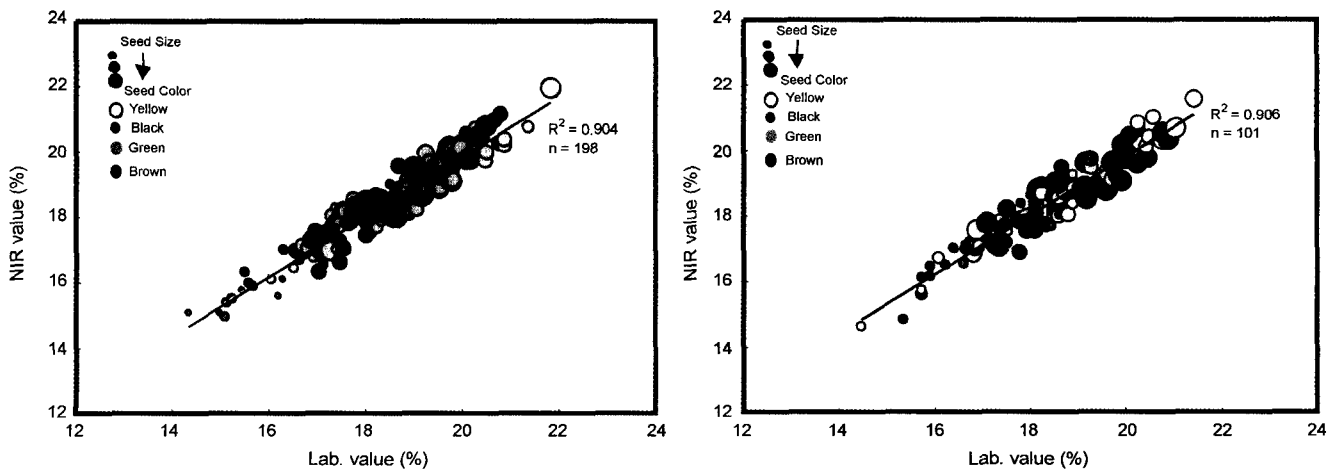 24
22
20
18
16
14
12
NIR value (%)
Seed Size
Seed Color
Yellow
Black
Green
Brown
R² = 0.904
n = 198
12 14 16 18 20 22 24
Lab. value (%)
24
22
20
18
16
14
12
NIR value (%)
Seed Size
Seed Color
Yellow
Black
Green
Brown
R² = 0.906
n = 101
12 14 16 18 20 22 24
Lab. value (%)